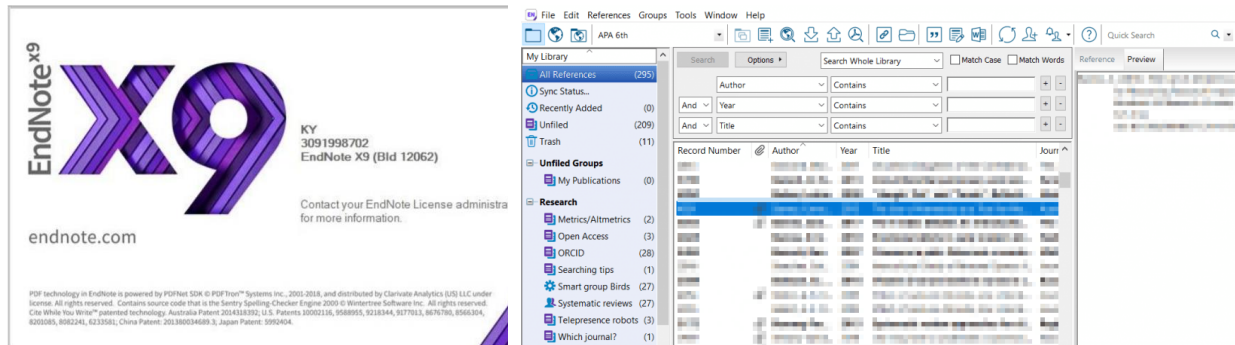 EndNote x9
X9
KY
3091998702
EndNote X9 (Bld 12062)
Contact your EndNote License administra
for more information.
endnote.com
PDF technology in EndNote is powered by PDFNet SDK © PDFTron™ Systems Inc., 2001-2018, and distributed by Clarivate Analytics (US) LLC under
license. All rights reserved. Contains source code that is the Sentry Spelling-Checker Engine 2000 © Wintertree Software Inc. All rights reserved.
Cite While You Write™ patented technology. Australia Patent 2014318392; U.S. Patents 10002116, 9588955, 9218344, 9177013, 8676780, 8566304,
8201085, 8082241, 6233581; China Patent: 201380034689.3; Japan Patent: 5992404.
EN File Edit References Groups Tools Window Help
APA 6th
Quick Search
My Library
All References (295)
Sync Status...
Recently Added (0)
Unfiled (209)
Trash (11)
Unfiled Groups
My Publications (0)
Research
Metrics/Altmetrics (2)
Open Access (3)
ORCID (28)
Searching tips (1)
Smart group Birds (27)
Systematic reviews (27)
Telepresence robots (3)
Which journal? (1)
Search Options Search Whole Library Match Case Match Words
Author Contains
And Year Contains
And Title Contains
Record Number Author Year Title Journ
Reference Preview